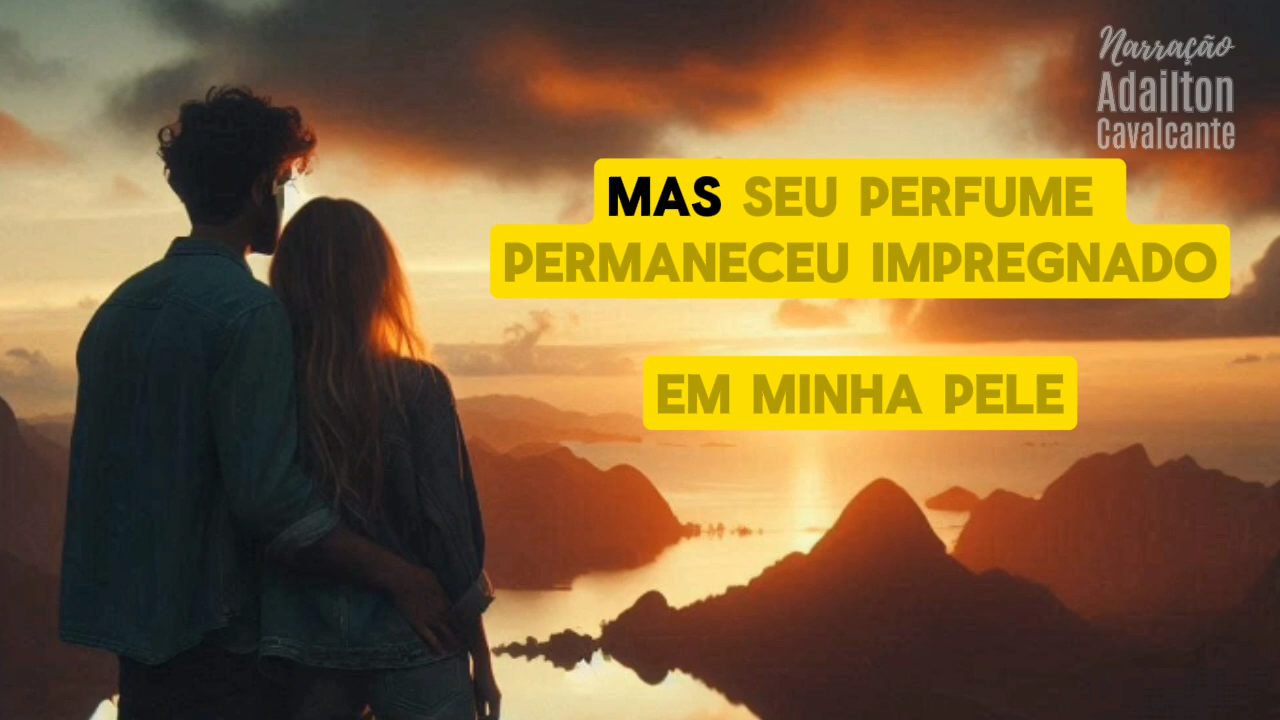 Narração
Adailton
Cavalcante
MAS SEU PERFUME
PERMANECEU IMPREGNADO
EM MINHA PELE